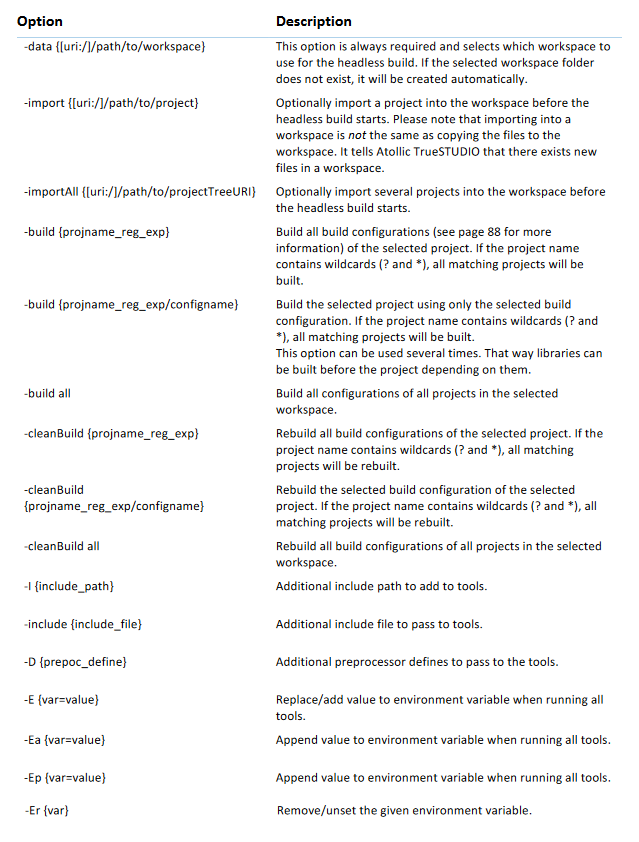 Option Description
-data {[uri:/]/path/to/workspace} This option is always required and selects which workspace to
use for the headless build. If the selected workspace folder
does not exist, it will be created automatically.
-import {[uri:/]/path/to/project} Optionally import a project into the workspace before the
headless build starts. Please note that importing into a
workspace is not the same as copying the files to the
workspace. It tells Atollic TrueSTUDIO that there exists new
files in a workspace.
-importAll {[uri:/]/path/to/projectTreeURI} Optionally import several projects into the workspace before
the headless build starts.
-build {projname_reg_exp} Build all build configurations (see page 88 for more
information) of the selected project. If the project name
contains wildcards (? and *), all matching projects will be
built.
-build {projname_reg_exp/configname} Build the selected project using only the selected build
configuration. If the project name contains wildcards (? and
*), all matching projects will be built.
This option can be used several times. That way libraries can
be built before the project depending on them.
-build all Build all configurations of all projects in the selected
workspace.
-cleanBuild {projname_reg_exp} Rebuild all build configurations of the selected project. If the
project name contains wildcards (? and *), all matching
projects will be rebuilt.
-cleanBuild Rebuild the selected build configuration of the selected
{projname_reg_exp/configname} project. If the project name contains wildcards (? and *), all
matching projects will be rebuilt.
-cleanBuild all Rebuild all build configurations of all projects in the selected
workspace.
-I {include_path} Additional include path to add to tools.
-include {include_file} Additional include file to pass to tools.
-D {prepoc_define} Additional preprocessor defines to pass to the tools.
-E {var=value} Replace/add value to environment variable when running all
tools.
-Ea {var=value} Append value to environment variable when running all tools.
-Ep {var=value} Append value to environment variable when running all tools.
-Er {var} Remove/unset the given environment variable.